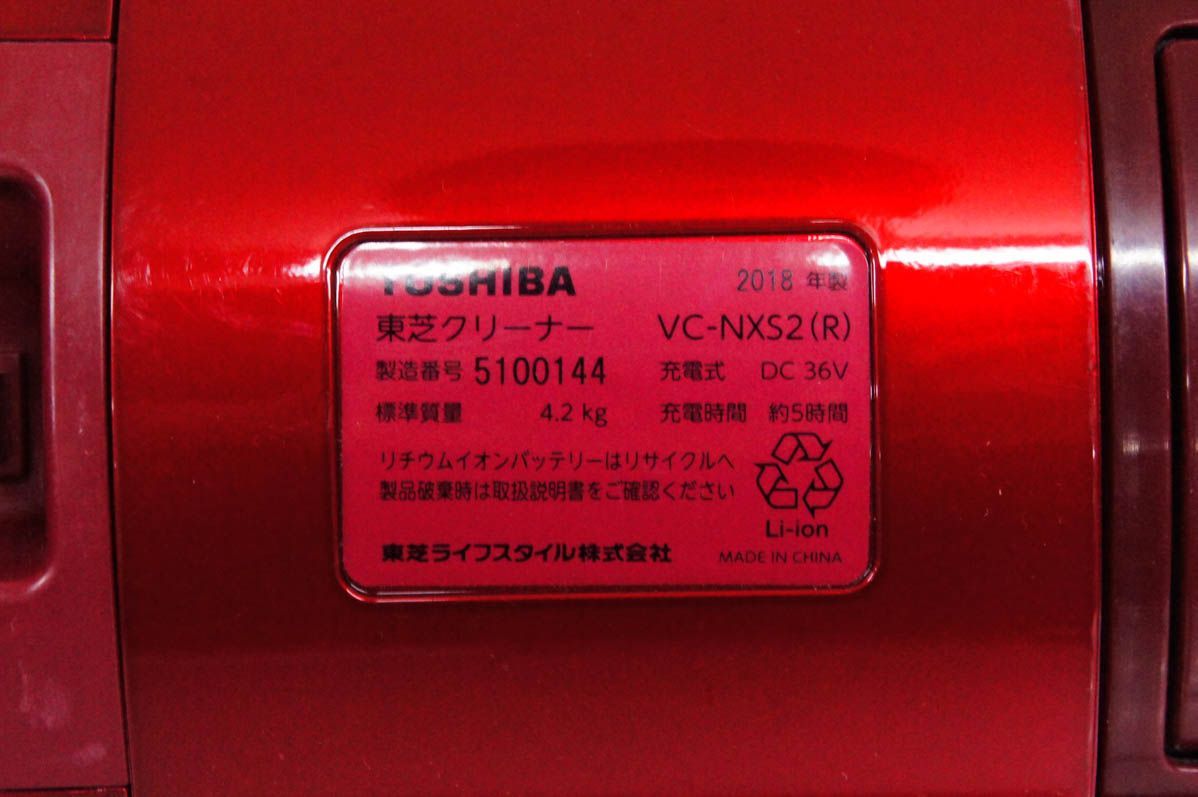 TOSHIBA 2018 年製
東芝クリーナー VC-NXS2(R)
製造番号 5100144 充電式 DC 36V
標準質量 4.2 kg 充電時間 約5時間
リチウムイオンバッテリーはリサイクルへ
製品破棄時は取扱説明書をご確認ください
Li-ion
東芝ライフスタイル株式会社 MADE IN CHINA